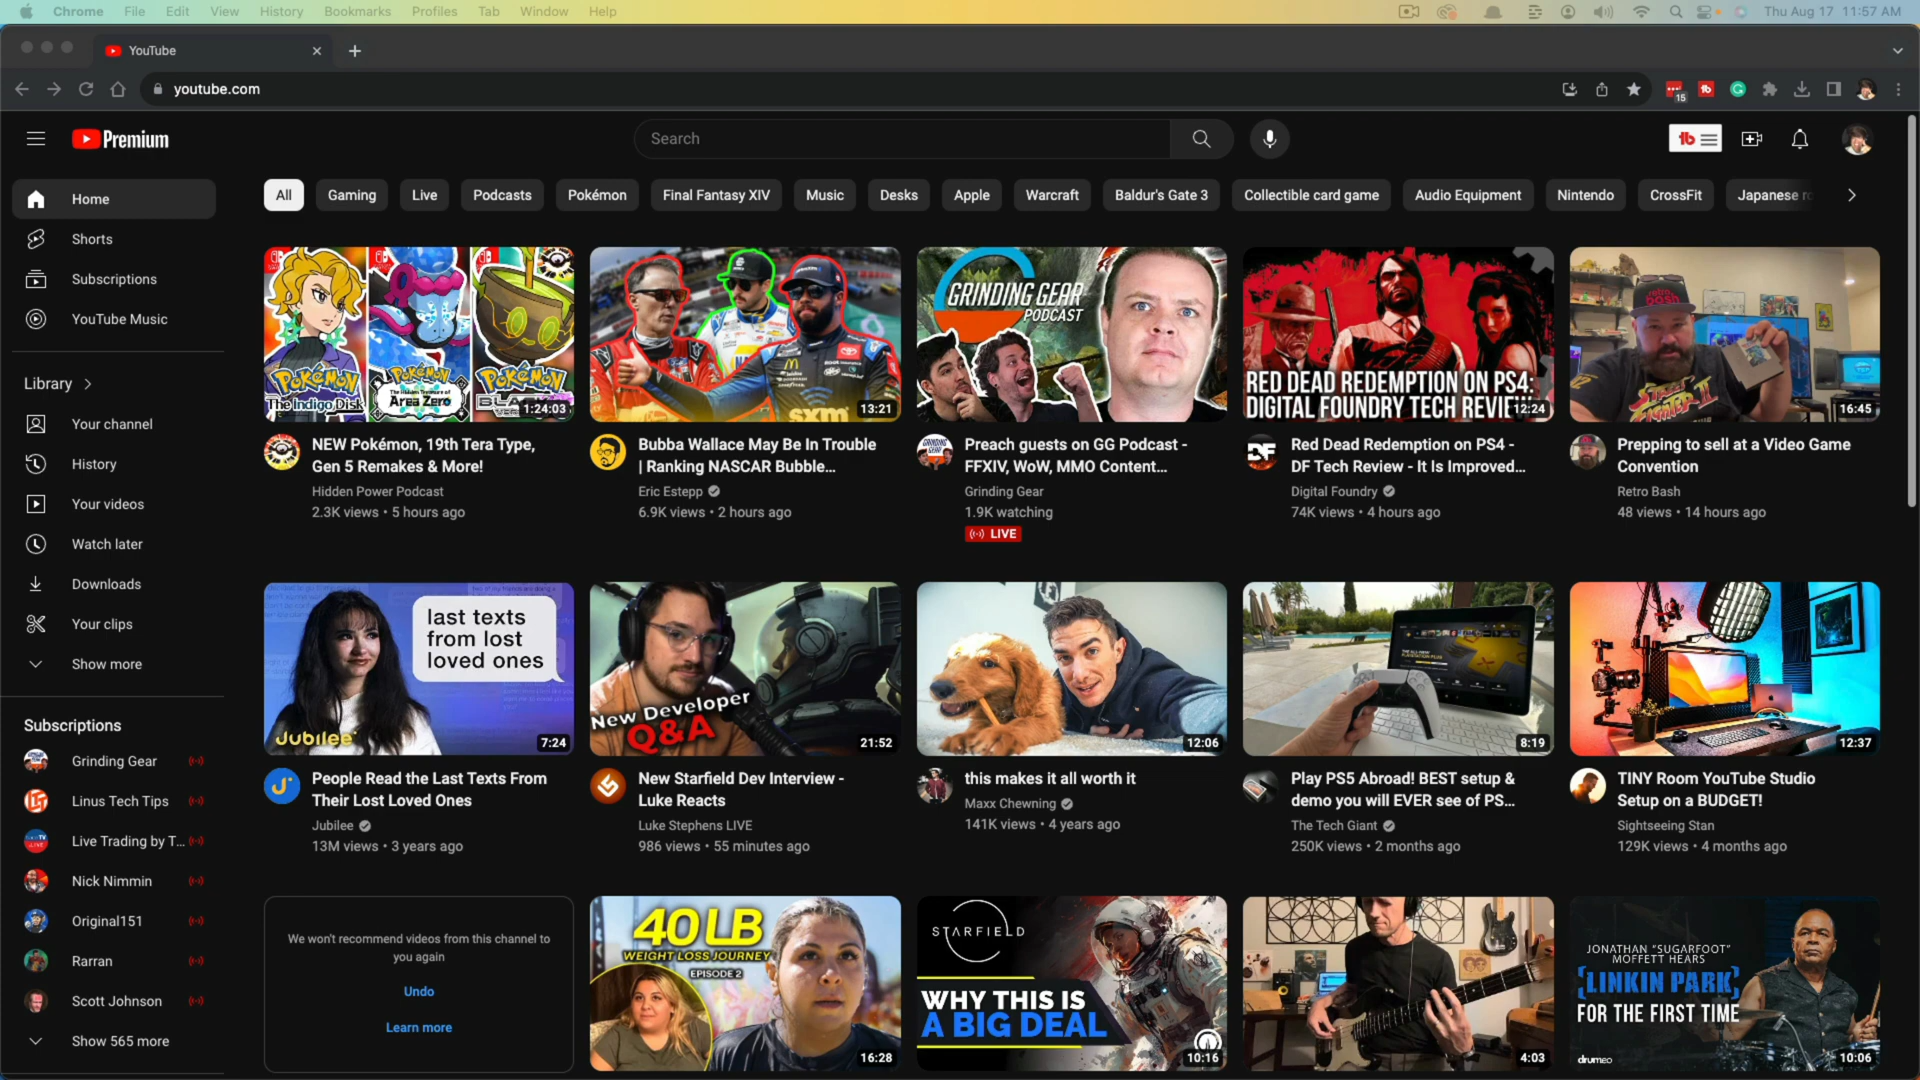 Chrome File Edit View History Bookmarks Profiles Tab Window Help Thu Aug 17 11:57 AM
YouTube
youtube.com
15
Premium
Search
Home
Shorts
Subscriptions
YouTube Music
Library
Your channel
History
Your videos
Watch later
Downloads
Your clips
Show more
Subscriptions
Grinding Gear
Linus Tech Tips
Live Trading by T...
Nick Nimmin
Original151
Rarran
Scott Johnson
Show 565 more
All Gaming Live Podcasts Pokémon Final Fantasy XIV Music Desks Apple Warcraft Baldur's Gate 3 Collectible card game Audio Equipment Nintendo CrossFit Japanese
POKéMON
The Indigo Disk
POKéMON
Area Zero
POKéMON
1:24:03
NEW Pokémon, 19th Tera Type,
Gen 5 Remakes & More!
Hidden Power Podcast
2.3K views • 5 hours ago
sxm
13:21
Bubba Wallace May Be In Trouble
| Ranking NASCAR Bubble...
Eric Estepp
6.9K views • 2 hours ago
GRINDING GEAR
PODCAST
Preach guests on GG Podcast -
FFXIV, WoW, MMO Content...
Grinding Gear
1.9K watching
LIVE
RED DEAD REDEMPTION ON PS4:
DIGITAL FOUNDRY TECH
12:24
Red Dead Redemption on PS4 -
DF Tech Review - It Is Improved...
Digital Foundry
74K views • 4 hours ago
16:45
Prepping to sell at a Video Game
Convention
Retro Bash
48 views • 14 hours ago
last texts
from lost
loved ones
Jubilee
7:24
People Read the Last Texts From
Their Lost Loved Ones
Jubilee
13M views • 3 years ago
New Developer
Q&A
21:52
New Starfield Dev Interview -
Luke Reacts
Luke Stephens LIVE
986 views • 55 minutes ago
12:06
this makes it all worth it
Maxx Chewning
141K views • 4 years ago
8:19
Play PS5 Abroad! BEST setup &
demo you will EVER see of PS...
The Tech Giant
250K views • 2 months ago
12:37
TINY Room YouTube Studio
Setup on a BUDGET!
Sightseeing Stan
129K views • 4 months ago
We won't recommend videos from this channel to
you again
Undo
Learn more
40 LB
WEIGHT LOSS JOURNEY
EPISODE 2
16:28
STARFIELD
WHY THIS IS
A BIG DEAL
10:16
4:03
JONATHAN "SUGARFOOT"
MOFFETT HEARS
[LINKIN PARK]
FOR THE FIRST TIME
drumeo
10:06